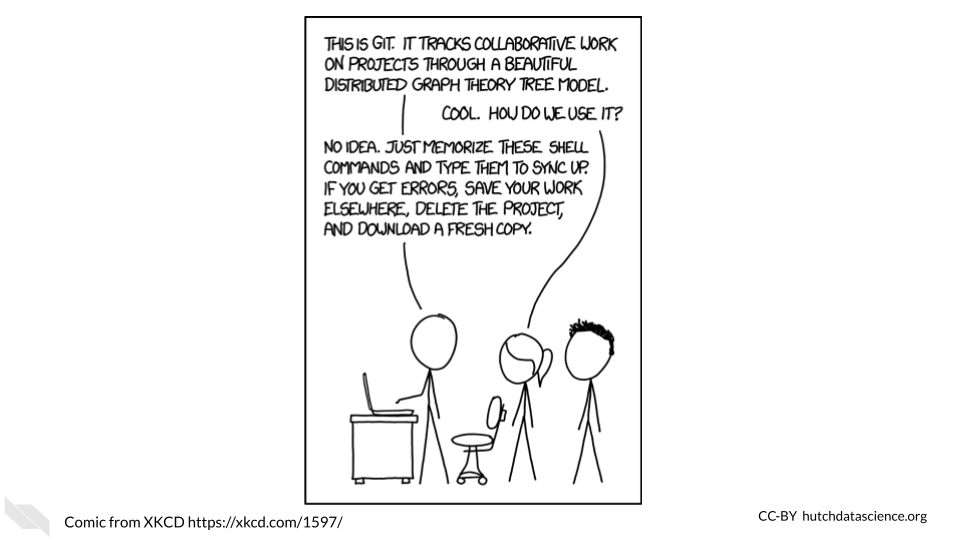 THIS IS GIT. IT TRACKS COLLABORATIVE WORK
ON PROJECTS THROUGH A BEAUTIFUL
DISTRIBUTED GRAPH THEORY TREE MODEL.
COOL. HOW DO WE USE IT?
NO IDEA. JUST MEMORIZE THESE SHELL
COMMANDS AND TYPE THEM TO SYNC UP.
IF YOU GET ERRORS, SAVE YOUR WORK
ELSEWHERE, DELETE THE PROJECT,
AND DOWNLOAD A FRESH COPY.
Comic from XKCD https://xkcd.com/1597/
CC-BY hutchdatascience.org